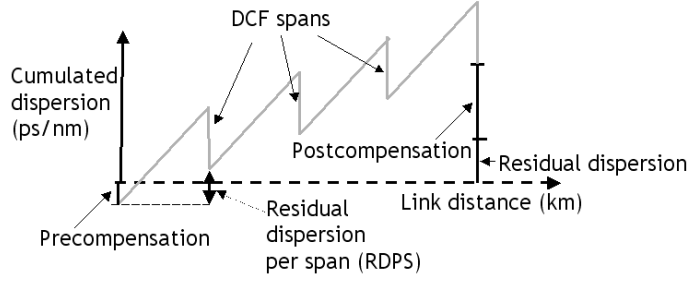 DCF spans
Cumulated
dispersion
(ps/nm)
Postcompensation
Residual dispersion
Link distance (km)
Residual
dispersion
per span (RDPS)
Precompensation